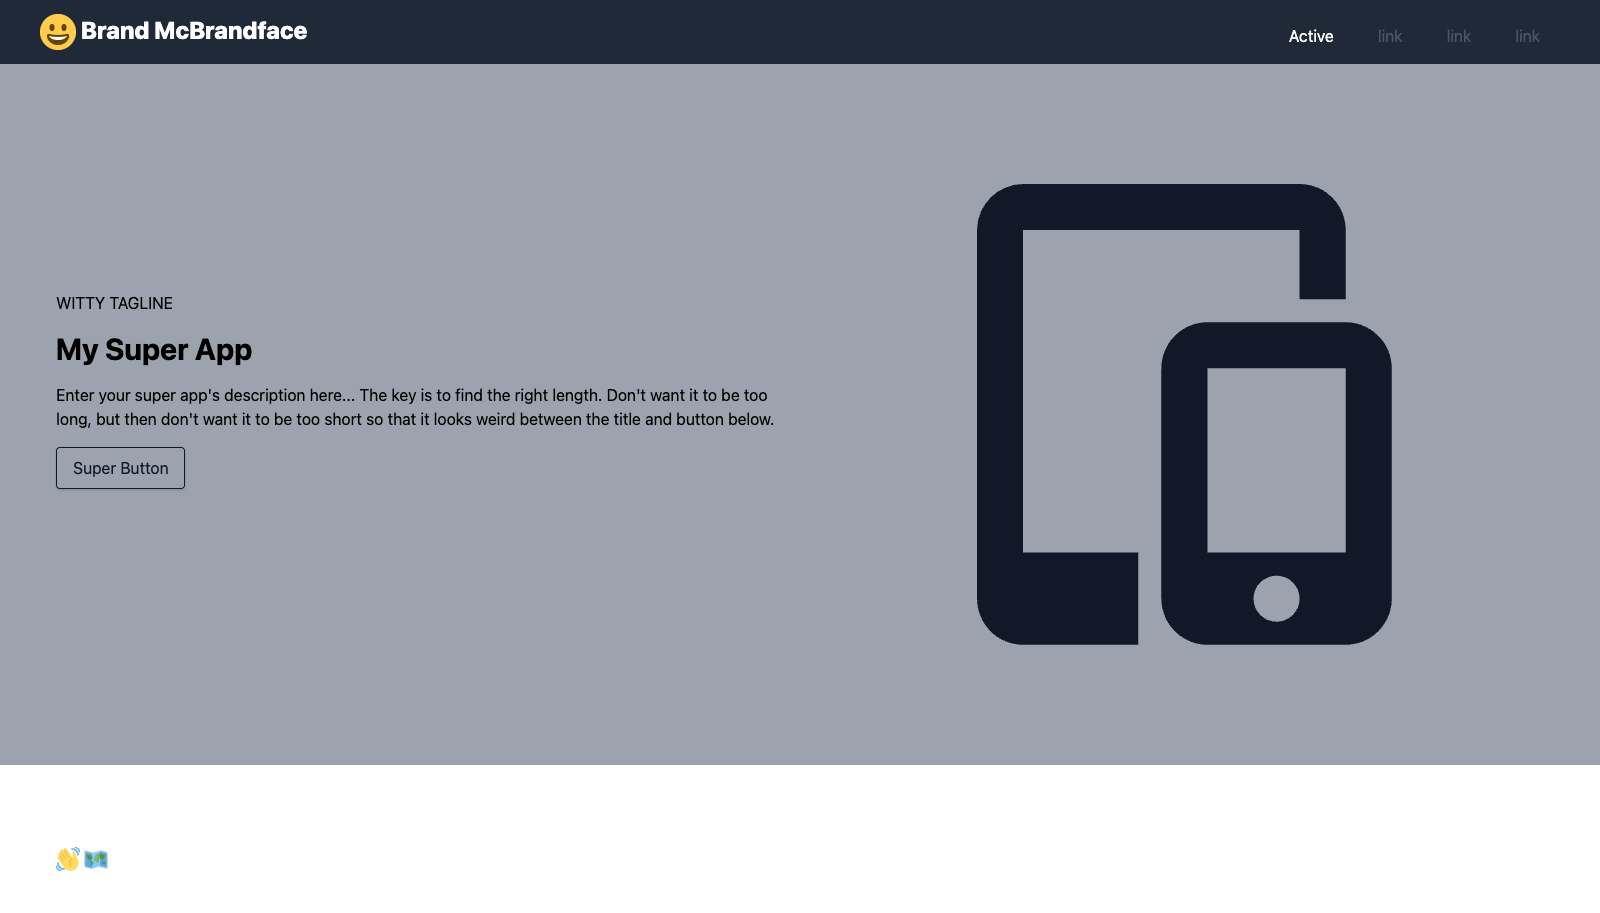 Brand McBrandface
Active link link link
WITTY TAGLINE
My Super App
Enter your super app's description here... The key is to find the right length. Don't want it to be too
long, but then don't want it to be too short so that it looks weird between the title and button below.
Super Button